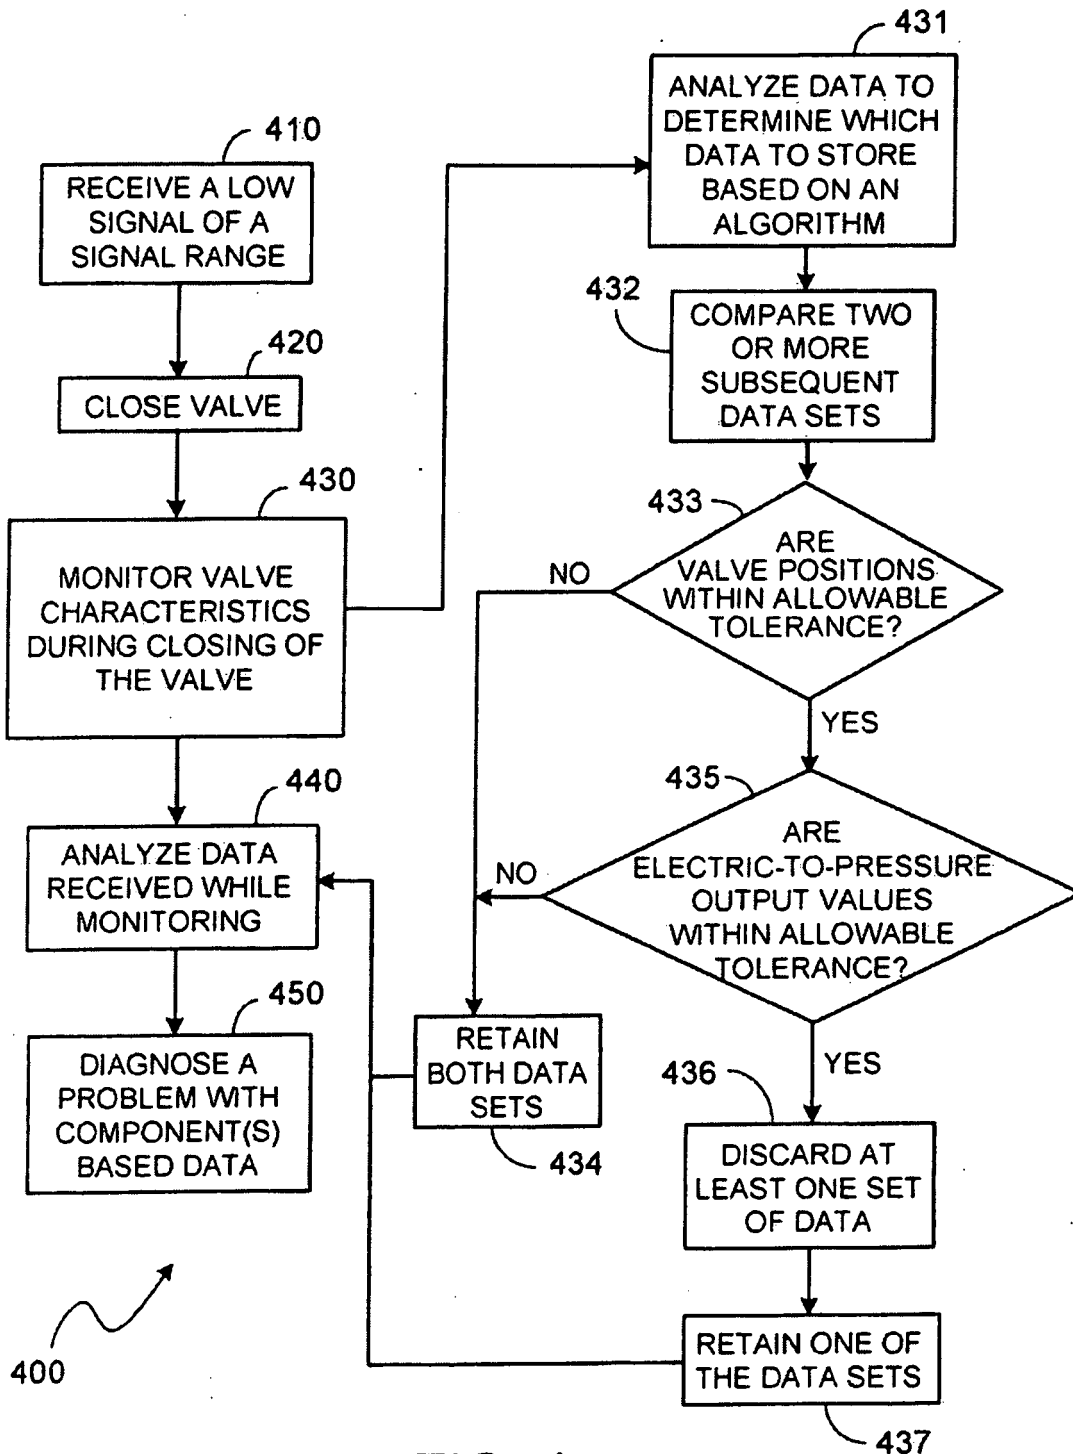 410
RECEIVE A LOW
SIGNAL OF A
SIGNAL RANGE
420
CLOSE VALVE
430
MONITOR VALVE
CHARACTERISTICS
DURING CLOSING OF
THE VALVE
440
ANALYZE DATA
RECEIVED WHILE
MONITORING
450
DIAGNOSE A
PROBLEM WITH
COMPONENT(S)
BASED DATA
400
431
ANALYZE DATA TO
DETERMINE WHICH
DATA TO STORE
BASED ON AN
ALGORITHM
432
COMPARE TWO
OR MORE
SUBSEQUENT
DATA SETS
433
ARE
VALVE POSITIONS
WITHIN ALLOWABLE
TOLERANCE?
NO
YES
435
ARE
ELECTRIC-TO-PRESSURE
OUTPUT VALUES
WITHIN ALLOWABLE
TOLERANCE?
NO
YES
RETAIN
BOTH DATA
SETS
434
436
DISCARD AT
LEAST ONE SET
OF DATA
RETAIN ONE OF
THE DATA SETS
437